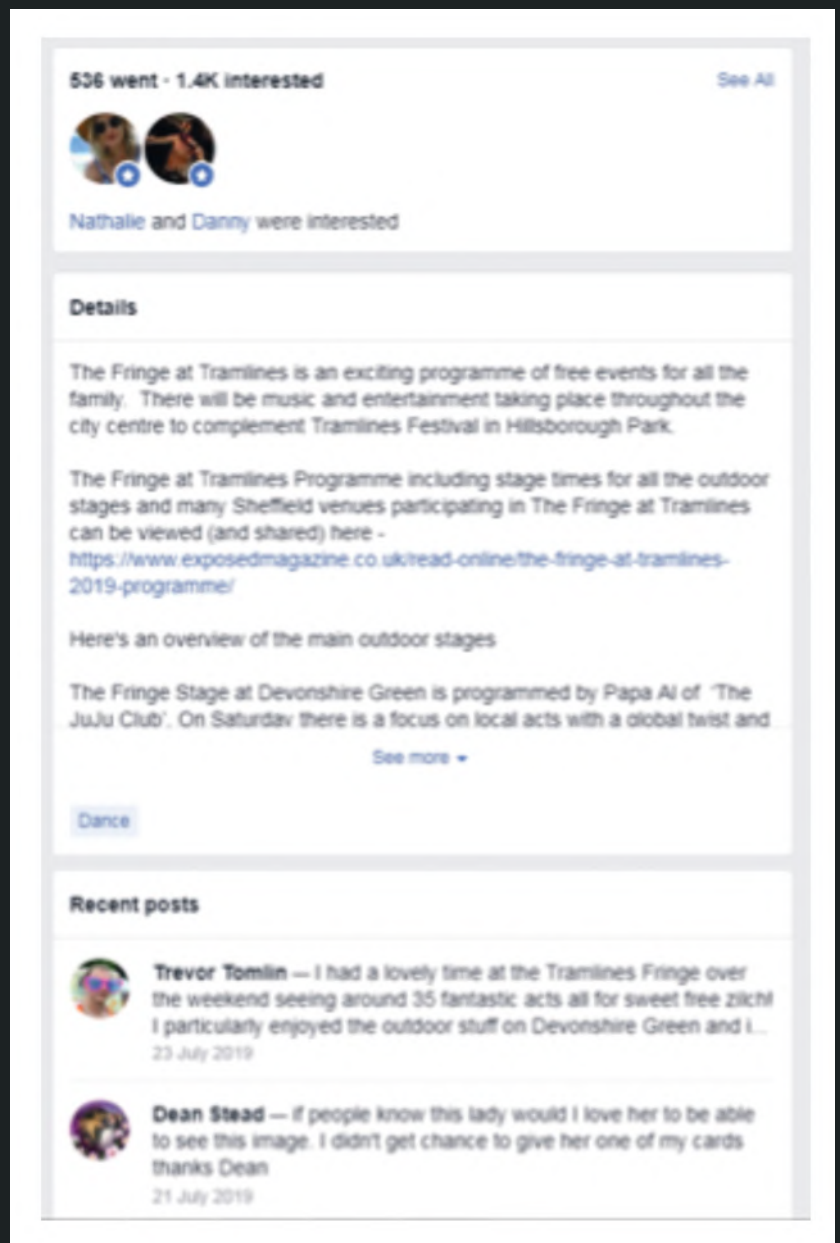 536 went · 1.4K interested
See All
Nathalie and Danny were interested
Details
The Fringe at Tramlines is an exciting programme of free events for all the
family.  There will be music and entertainment taking place throughout the
city centre to complement Tramlines Festival in Hillsborough Park.
The Fringe at Tramlines Programme including stage times for all the outdoor
stages and many Sheffield venues participating in The Fringe at Tramlines
can be viewed (and shared) here -
https://www.exposedmagazine.co.uk/read-online/the-fringe-at-tramlines-
2019-programme/
Here's an overview of the main outdoor stages
The Fringe Stage at Devonshire Green is programmed by Papa Al of  'The
JuJu Club'. On Saturday there is a focus on local acts with a global twist and
See more
Dance
Recent posts
Trevor Tomlin — I had a lovely time at the Tramlines Fringe over
the weekend seeing around 35 fantastic acts all for sweet free zilch!
I particularly enjoyed the outdoor stuff on Devonshire Green and i...
23 July 2019
Dean Stead — if people know this lady would I love her to be able
to see this image. I didn't get chance to give her one of my cards
thanks Dean
21 July 2019